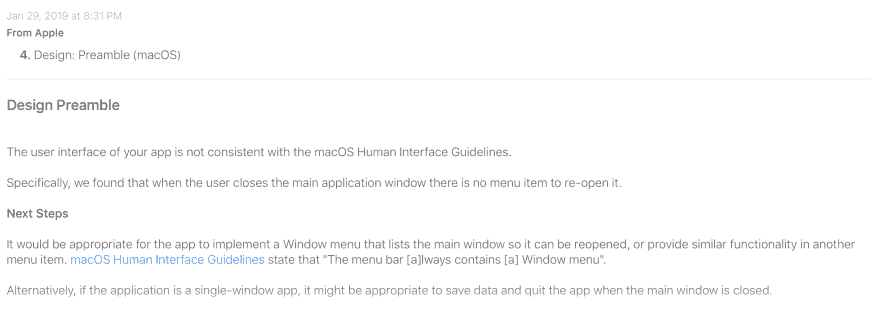 Jan 29, 2019 at 8:31 PM
From Apple
4. Design: Preamble (macOS)
Design Preamble
The user interface of your app is not consistent with the macOS Human Interface Guidelines.
Specifically, we found that when the user closes the main application window there is no menu item to re-open it.
Next Steps
It would be appropriate for the app to implement a Window menu that lists the main window so it can be reopened, or provide similar functionality in another
menu item. macOS Human Interface Guidelines state that "The menu bar [a]lways contains [a] Window menu".
Alternatively, if the application is a single-window app, it might be appropriate to save data and quit the app when the main window is closed.